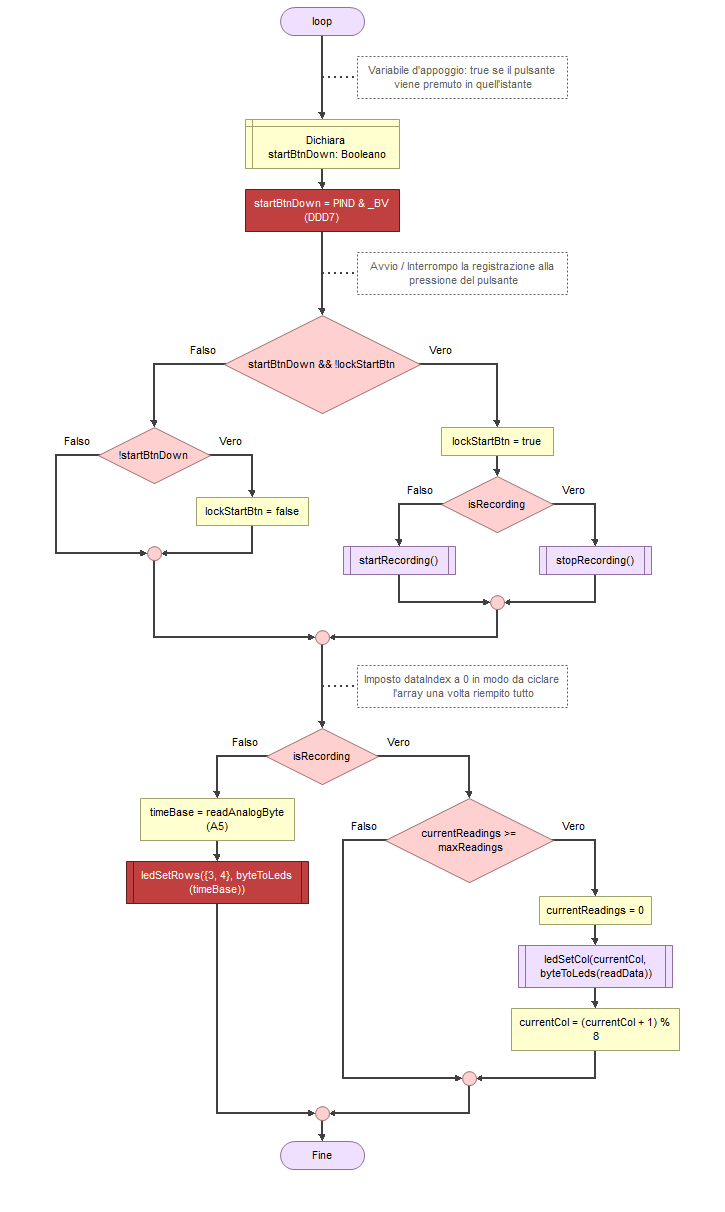 loop
Variabile d'appoggio: true se il pulsante
viene premuto in quell'istante
Dichiara
startBtnDown: Booleano
startBtnDown = PIND & _BV
(DDD7)
Avvio / Interrompo la registrazione alla
pressione del pulsante
Falso
Vero
startBtnDown && !lockStartBtn
Falso
Vero
!startBtnDown
lockStartBtn = false
lockStartBtn = true
Falso
Vero
isRecording
startRecording()
stopRecording()
Imposto dataIndex a 0 in modo da ciclare
l'array una volta riempito tutto
Falso
Vero
isRecording
timeBase = readAnalogByte
(A5)
ledSetRows({3, 4}, byteToLeds
(timeBase))
Falso
Vero
currentReadings >=
maxReadings
currentReadings = 0
ledSetCol(currentCol,
byteToLeds(readData))
currentCol = (currentCol + 1) %
8
Fine